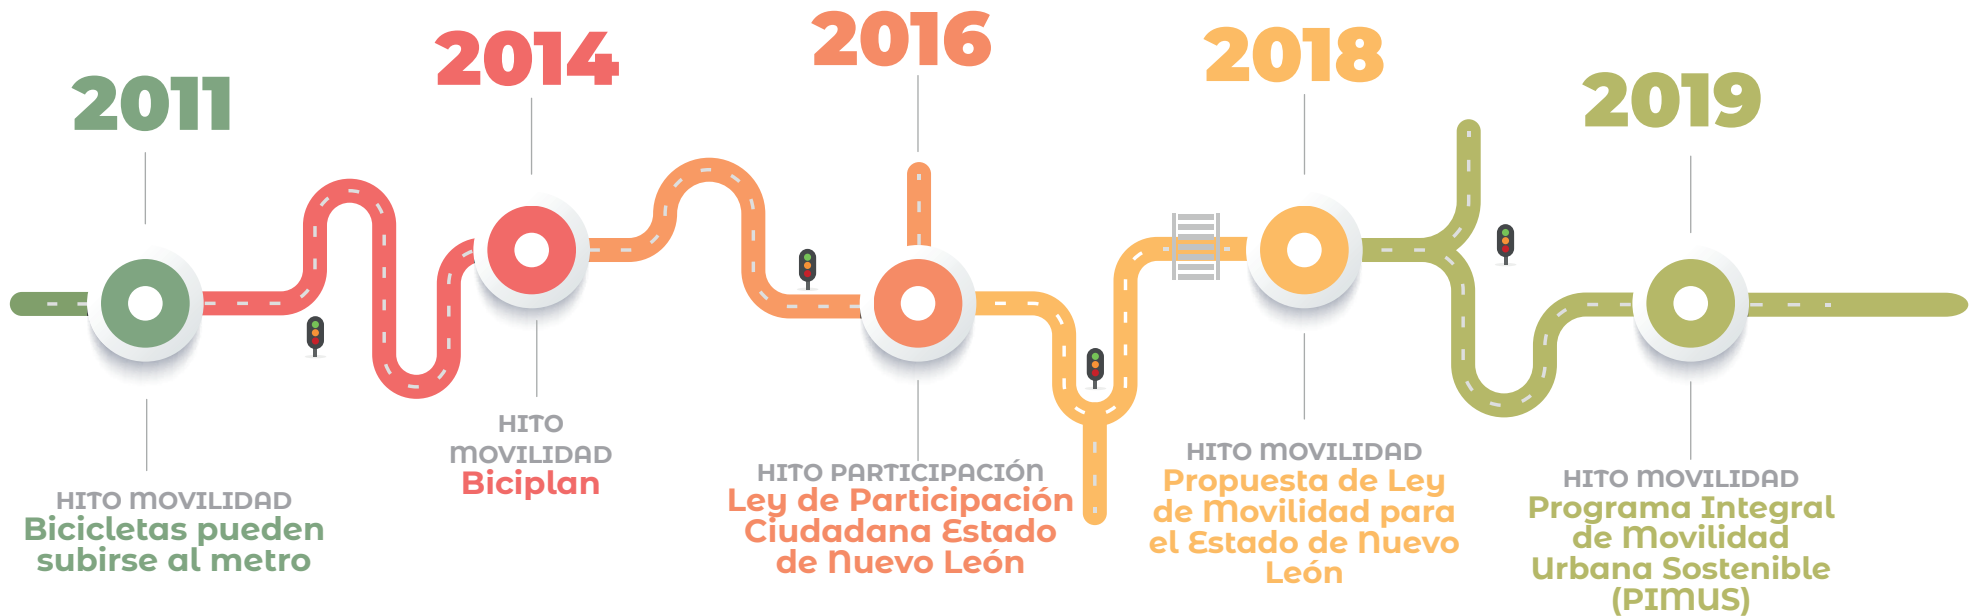 2011
HITO MOVILIDAD
Bicicletas pueden
subirse al metro
2014
HITO
MOVILIDAD
Biciplan
2016
HITO PARTICIPACIÓN
Ley de Participación
Ciudadana Estado
de Nuevo León
2018
HITO MOVILIDAD
Propuesta de Ley
de Movilidad para
el Estado de Nuevo
León
2019
HITO MOVILIDAD
Programa Integral
de Movilidad
Urbana Sostenible
(PIMUS)